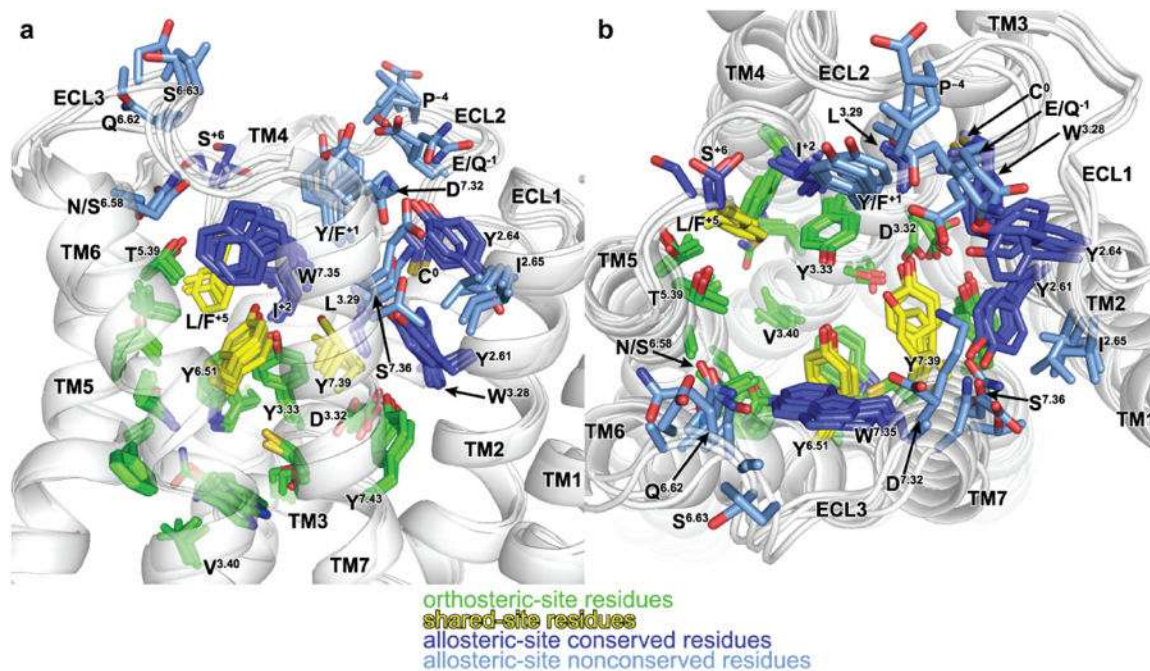 a
ECL3
S6.63
Q6.62
S+6
TM4
P−4
ECL2
E/Q-1
N/S6.58
D7.32
ECL1
TM6
Y/F+1
T5.39
Y2.64
W7.35
C0
I2.65
L/F+5
I+2
L3.29
Y6.51
Y2.61
TM5
Y7.39
S7.36
Y3.33
D3.32
W3.28
TM2
Y7.43
TM1
TM3
V3.40
TM7
b
TM3
TM4
ECL2
P−4
C0
E/Q-1
L3.29
W3.28
S+6
I+2
ECL1
Y/F+1
L/F+5
D3.32
Y2.64
TM5
Y3.33
Y2.61
T5.39
TM2
V3.40
I2.65
N/S6.58
Y7.39
S7.36
TM6
Y6.51
W7.35
TM1
Q6.62
D7.32
ECL3
TM7
S6.63
orthosteric-site residues
shared-site residues
allosteric-site conserved residues
allosteric-site nonconserved residues